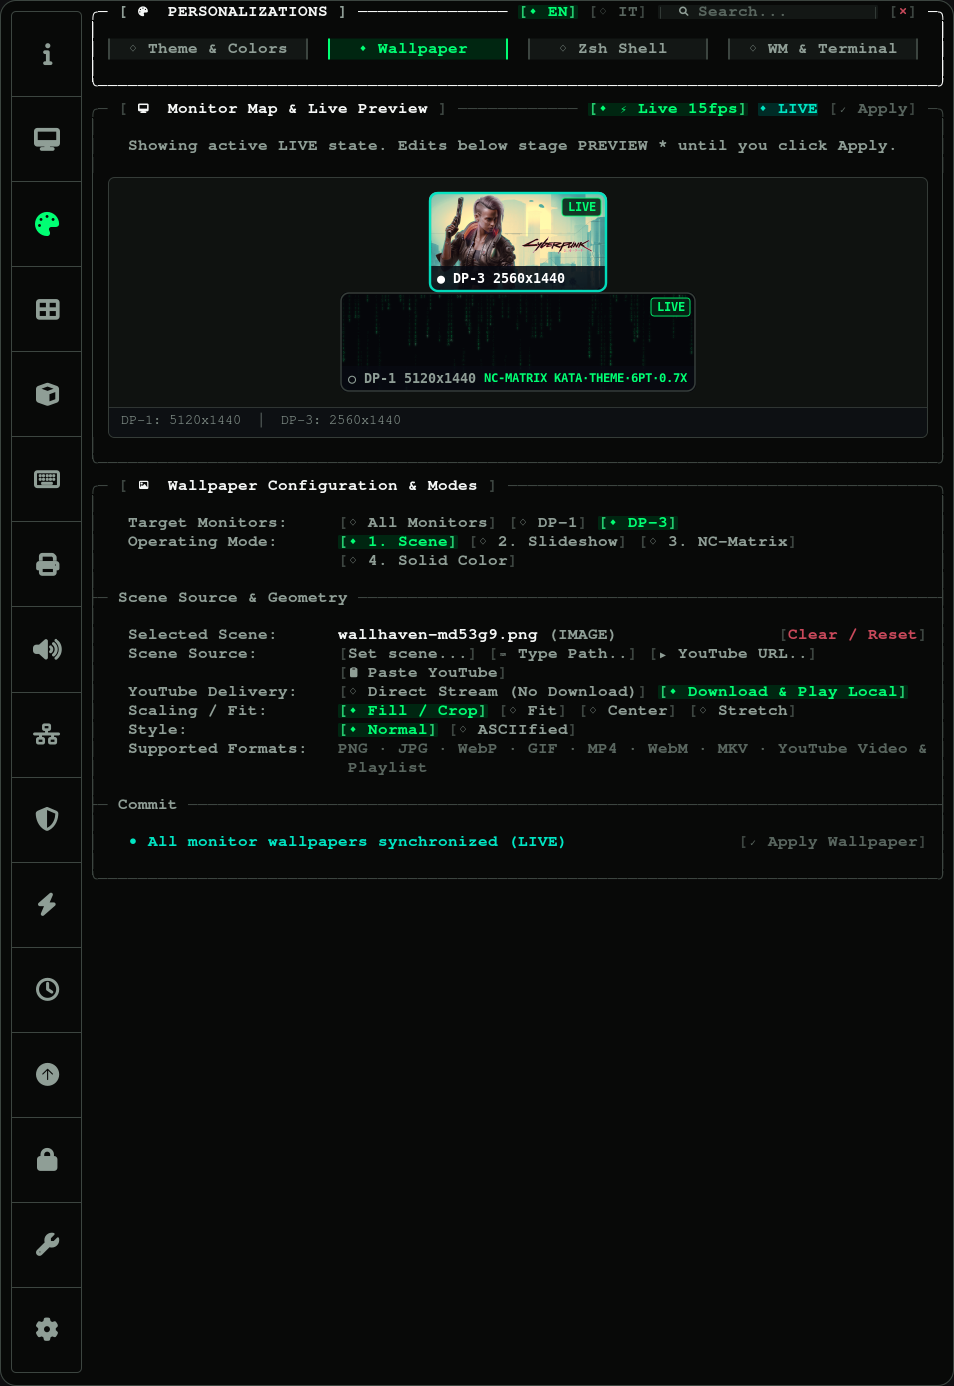 [ PERSONALIZATIONS ] [♦ EN] [♢ IT] Search... [×]
♢ Theme & Colors ♦ Wallpaper ♢ Zsh Shell ♢ WM & Terminal
[ Monitor Map & Live Preview ] [♦ ⚡ Live 15fps] ♦ LIVE [✓ Apply]
Showing active LIVE state. Edits below stage PREVIEW * until you click Apply.
LIVE
CYBERPUNK
● DP-3 2560x1440
LIVE
○ DP-1 5120x1440 NC-MATRIX KATA·THEME·6PT·0.7X
DP-1: 5120x1440 │ DP-3: 2560x1440
[ Wallpaper Configuration & Modes ]
Target Monitors: [♢ All Monitors] [♢ DP-1] [♦ DP-3]
Operating Mode: [♦ 1. Scene] [♢ 2. Slideshow] [♢ 3. NC-Matrix]
[♢ 4. Solid Color]
Scene Source & Geometry
Selected Scene: wallhaven-md53g9.png (IMAGE) [Clear / Reset]
Scene Source: [Set scene...] [⌨ Type Path..] [▶ YouTube URL..]
[📋 Paste YouTube]
YouTube Delivery: [♢ Direct Stream (No Download)] [♦ Download & Play Local]
Scaling / Fit: [♦ Fill / Crop] [♢ Fit] [♢ Center] [♢ Stretch]
Style: [♦ Normal] [♢ ASCIIfied]
Supported Formats: PNG · JPG · WebP · GIF · MP4 · WebM · MKV · YouTube Video &
Playlist
Commit
● All monitor wallpapers synchronized (LIVE) [✓ Apply Wallpaper]